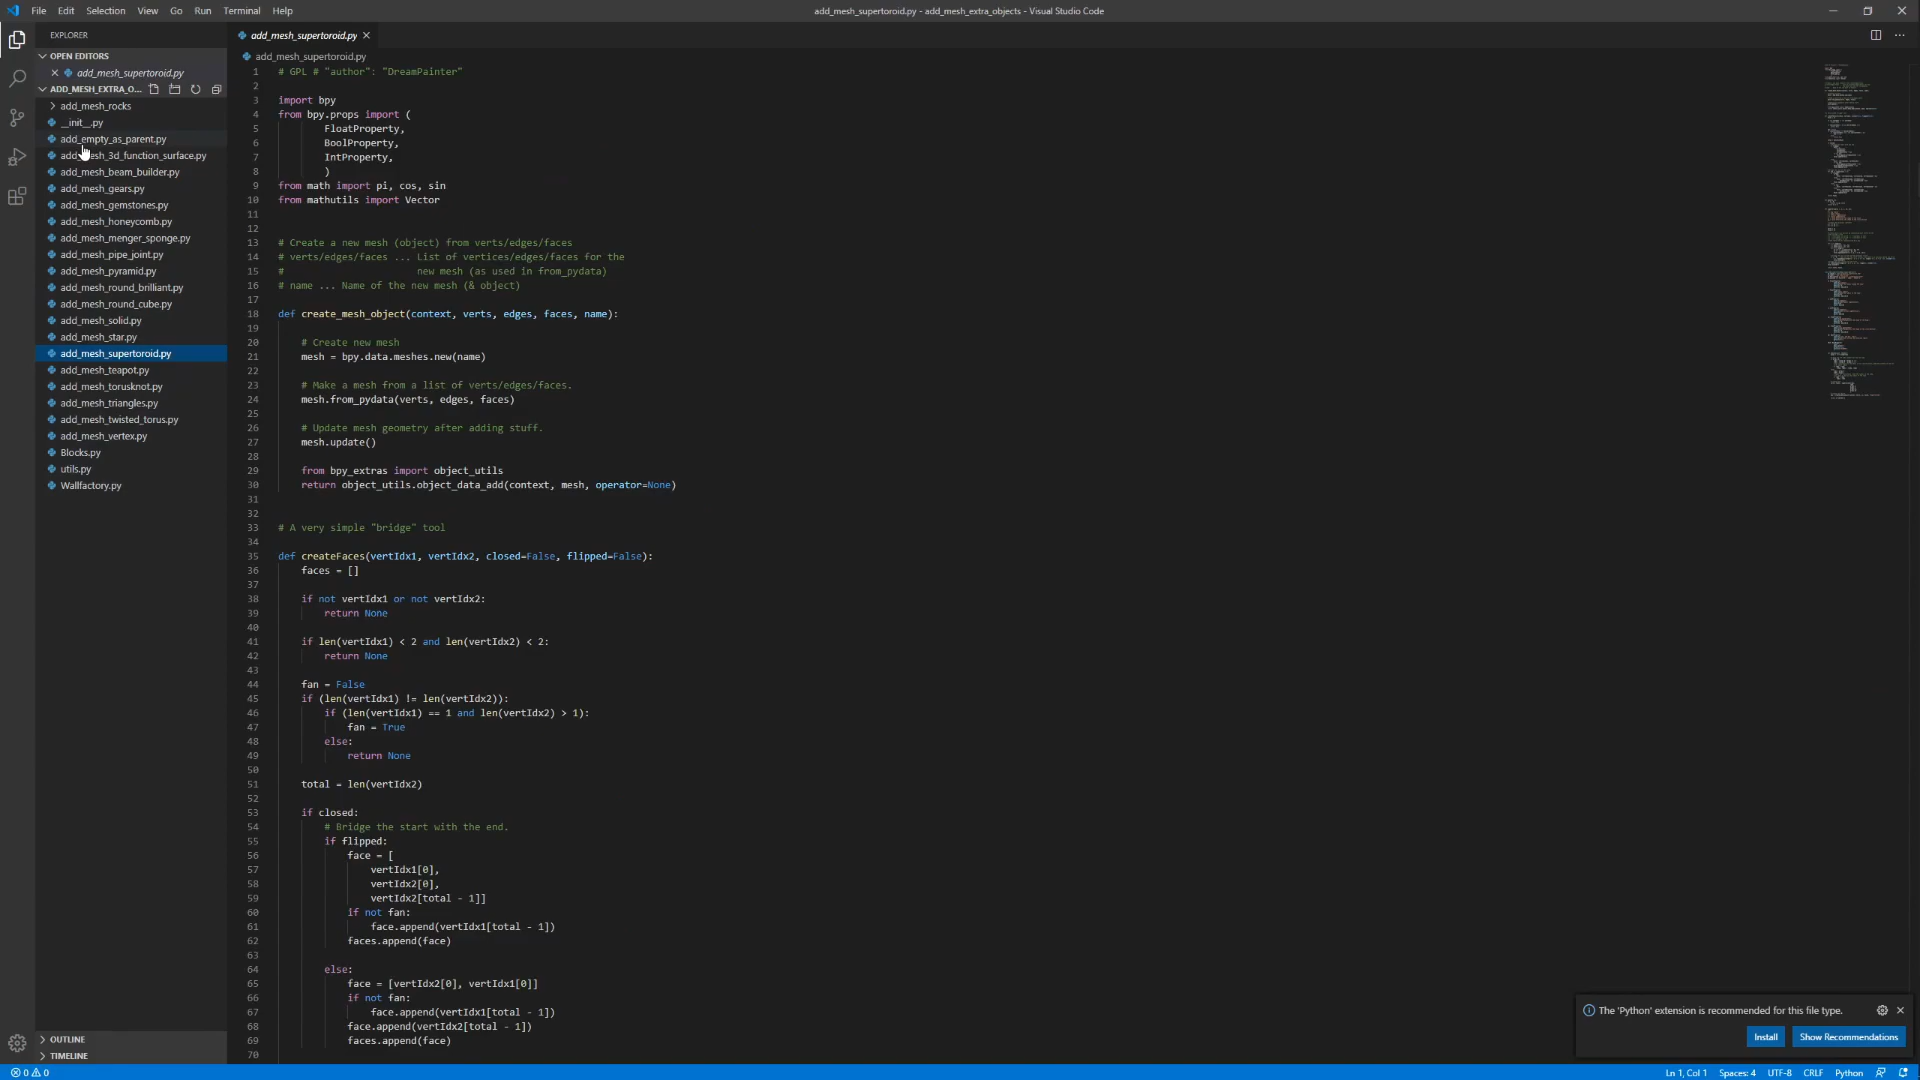 File Edit Selection View Go Run Terminal Help
add_mesh_supertoroid.py - add_mesh_extra_objects - Visual Studio Code
EXPLORER
OPEN EDITORS
add_mesh_supertoroid.py
ADD_MESH_EXTRA_O...
add_mesh_rocks
__init__.py
add_empty_as_parent.py
add_mesh_3d_function_surface.py
add_mesh_beam_builder.py
add_mesh_gears.py
add_mesh_gemstones.py
add_mesh_honeycomb.py
add_mesh_menger_sponge.py
add_mesh_pipe_joint.py
add_mesh_pyramid.py
add_mesh_round_brilliant.py
add_mesh_round_cube.py
add_mesh_solid.py
add_mesh_star.py
add_mesh_supertoroid.py
add_mesh_teapot.py
add_mesh_torusknot.py
add_mesh_triangles.py
add_mesh_twisted_torus.py
add_mesh_vertex.py
Blocks.py
utils.py
Wallfactory.py
OUTLINE
TIMELINE
add_mesh_supertoroid.py
add_mesh_supertoroid.py
1 # GPL # "author": "DreamPainter"
2
3 import bpy
4 from bpy.props import (
5 FloatProperty,
6 BoolProperty,
7 IntProperty,
8 )
9 from math import pi, cos, sin
10 from mathutils import Vector
11
12
13 # Create a new mesh (object) from verts/edges/faces
14 # verts/edges/faces ... List of vertices/edges/faces for the
15 # new mesh (as used in from_pydata)
16 # name ... Name of the new mesh (& object)
17
18 def create_mesh_object(context, verts, edges, faces, name):
19
20 # Create new mesh
21 mesh = bpy.data.meshes.new(name)
22
23 # Make a mesh from a list of verts/edges/faces.
24 mesh.from_pydata(verts, edges, faces)
25
26 # Update mesh geometry after adding stuff.
27 mesh.update()
28
29 from bpy_extras import object_utils
30 return object_utils.object_data_add(context, mesh, operator=None)
31
32
33 # A very simple "bridge" tool
34
35 def createFaces(vertIdx1, vertIdx2, closed=False, flipped=False):
36 faces = []
37
38 if not vertIdx1 or not vertIdx2:
39 return None
40
41 if len(vertIdx1) < 2 and len(vertIdx2) < 2:
42 return None
43
44 fan = False
45 if (len(vertIdx1) != len(vertIdx2)):
46 if (len(vertIdx1) == 1 and len(vertIdx2) > 1):
47 fan = True
48 else:
49 return None
50
51 total = len(vertIdx2)
52
53 if closed:
54 # Bridge the start with the end.
55 if flipped:
56 face = [
57 vertIdx1[0],
58 vertIdx2[0],
59 vertIdx2[total - 1]]
60 if not fan:
61 face.append(vertIdx1[total - 1])
62 faces.append(face)
63
64 else:
65 face = [vertIdx2[0], vertIdx1[0]]
66 if not fan:
67 face.append(vertIdx1[total - 1])
68 face.append(vertIdx2[total - 1])
69 faces.append(face)
70
The 'Python' extension is recommended for this file type.
Install Show Recommendations
0 0
Ln 1, Col 1 Spaces: 4 UTF-8 CRLF Python